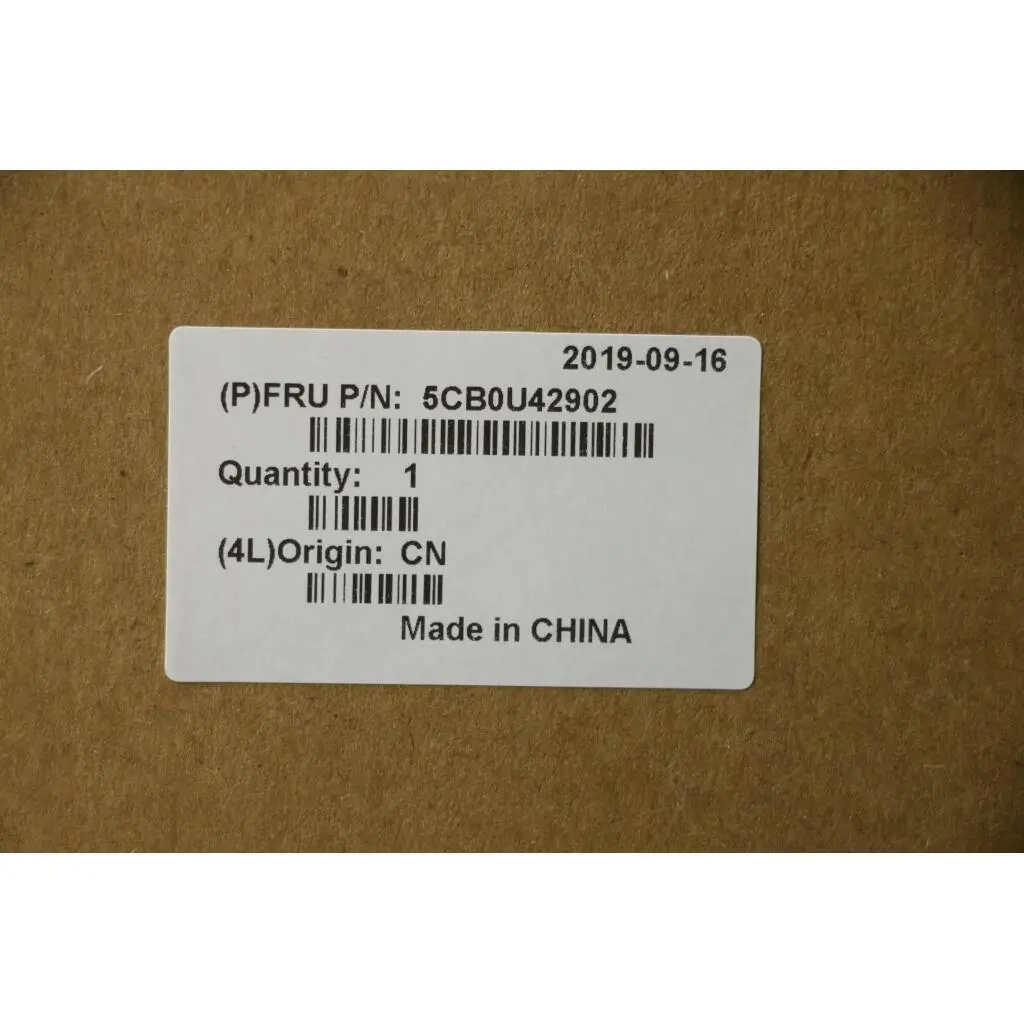 2019-09-16
(P)FRU P/N: 5CB0U42902
Quantity: 1
(4L)Origin: CN
Made in CHINA